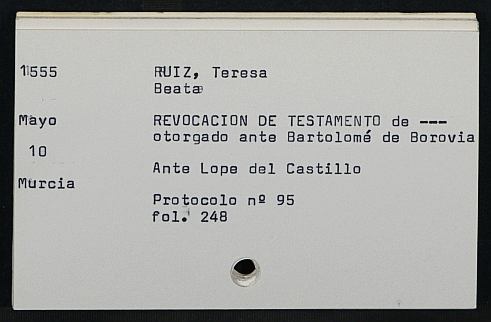 1555
RUIZ, Teresa
Beata
Mayo
REVOCACION DE TESTAMENTO de ---
otorgado ante Bartolomé de Borovia
10
Ante Lope del Castillo
Murcia
Protocolo nº 95
fol. 248